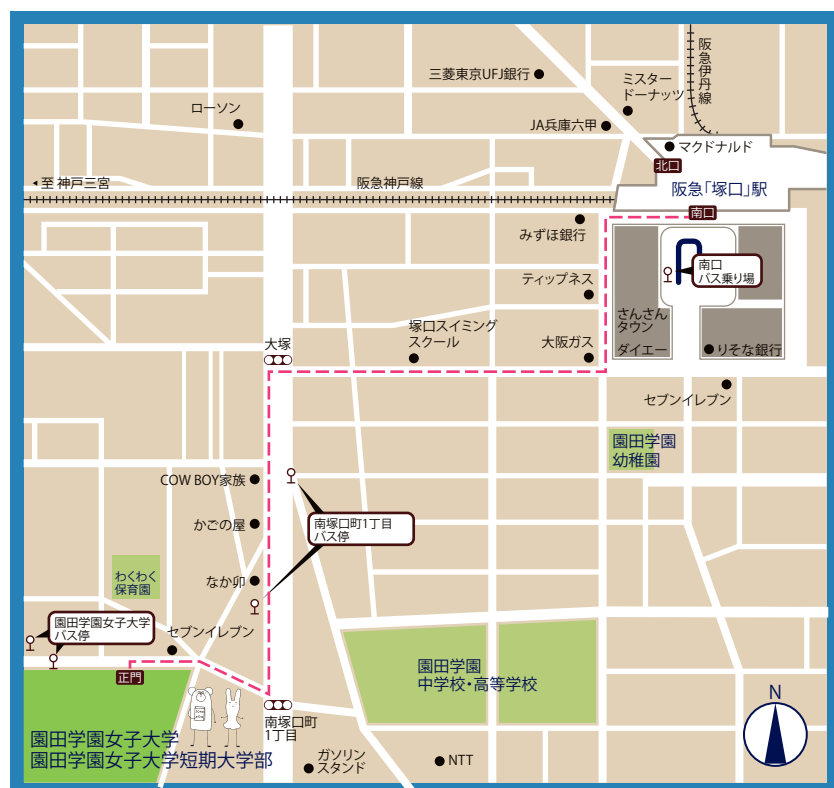 阪急伊丹線
三菱東京UFJ銀行
ミスター
ドーナッツ
ローソン
JA兵庫六甲
マクドナルド
北口
至 神戸三宮
阪急神戸線
阪急「塚口」駅
南口
みずほ銀行
南口
バス乗り場
ティップネス
さんさん
タウン
塚口スイミング
スクール
大塚
大阪ガス
ダイエー
りそな銀行
セブンイレブン
園田学園
幼稚園
COW BOY家族
かごの屋
南塚口町1丁目
バス停
なか卯
わくわく
保育園
園田学園女子大学
バス停
セブンイレブン
正門
園田学園
中学校・高等学校
N
南塚口町
1丁目
園田学園女子大学
園田学園女子大学短期大学部
ガソリン
スタンド
NTT